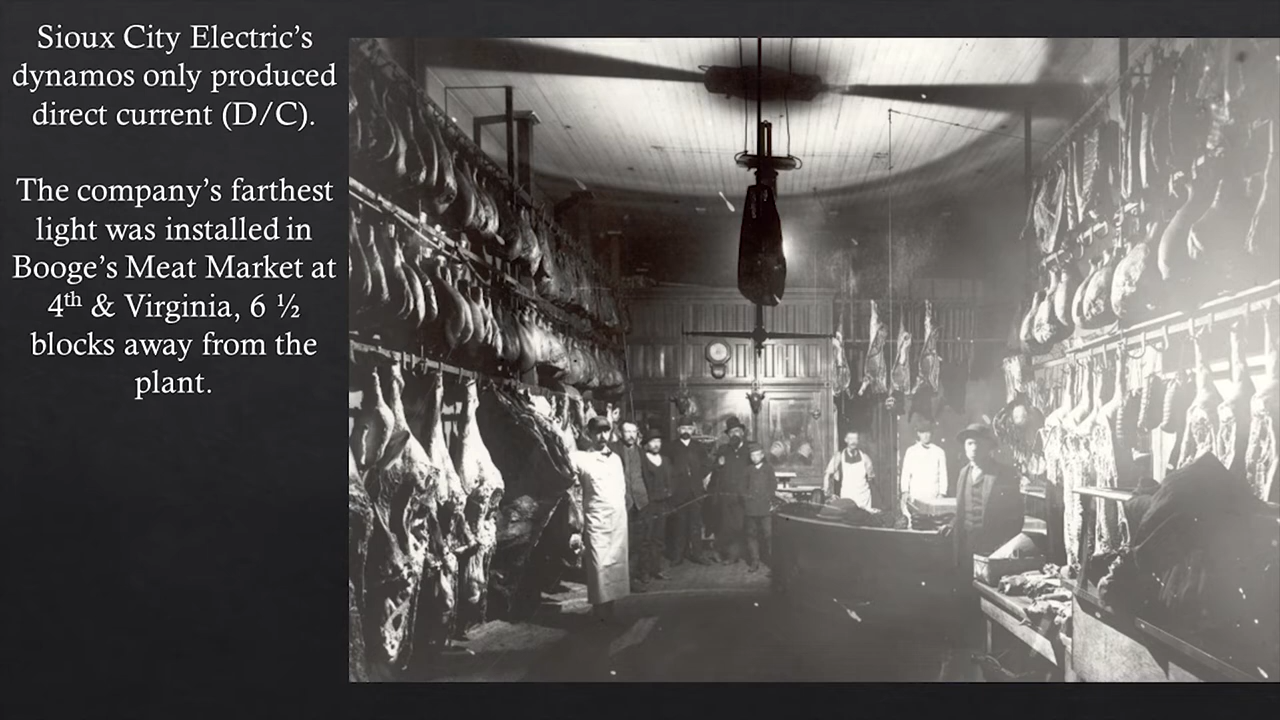 Sioux City Electric’s
dynamos only produced
direct current (D/C).
The company’s farthest
light was installed in
Booge’s Meat Market at
4th & Virginia, 6 ½
blocks away from the
plant.